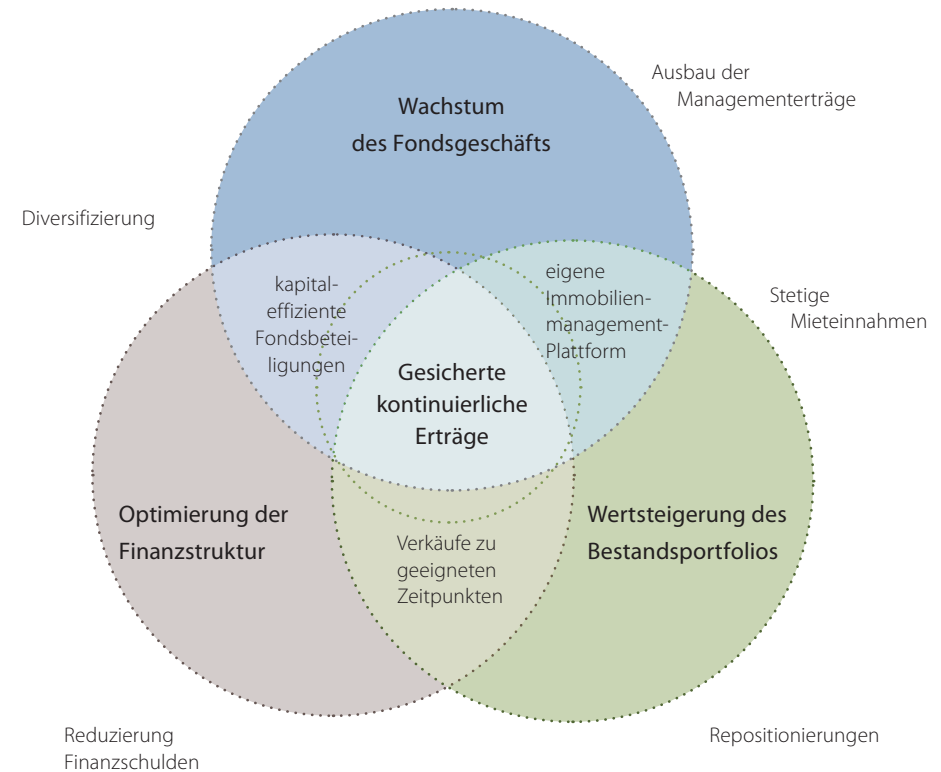 Ausbau der
Managementerträge
Wachstum
des Fondsgeschäfts
Diversifizierung
kapital-
effiziente
Fondsbetei-
ligungen
eigene
Immobilien-
management-
Plattform
Stetige
Mieteinnahmen
Gesicherte
kontinuierliche
Erträge
Optimierung der
Finanzstruktur
Verkäufe zu
geeigneten
Zeitpunkten
Wertsteigerung des
Bestandsportfolios
Reduzierung
Finanzschulden
Repositionierungen